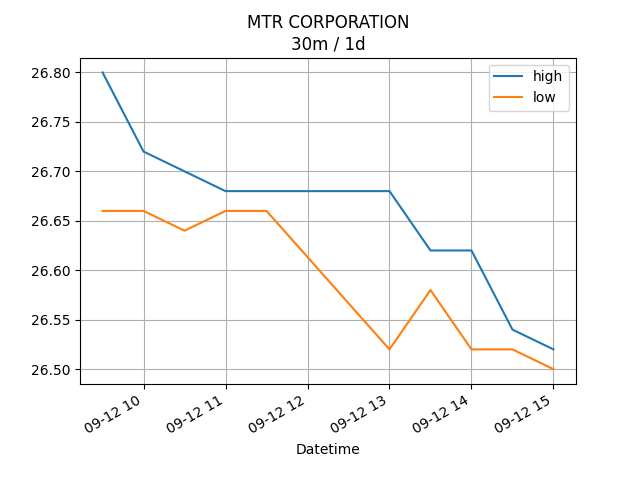 MTR CORPORATION
30m / 1d
high
low
26.80
26.75
26.70
26.65
26.60
26.55
26.50
09-12 10
09-12 11
09-12 12
09-12 13
09-12 14
09-12 15
Datetime